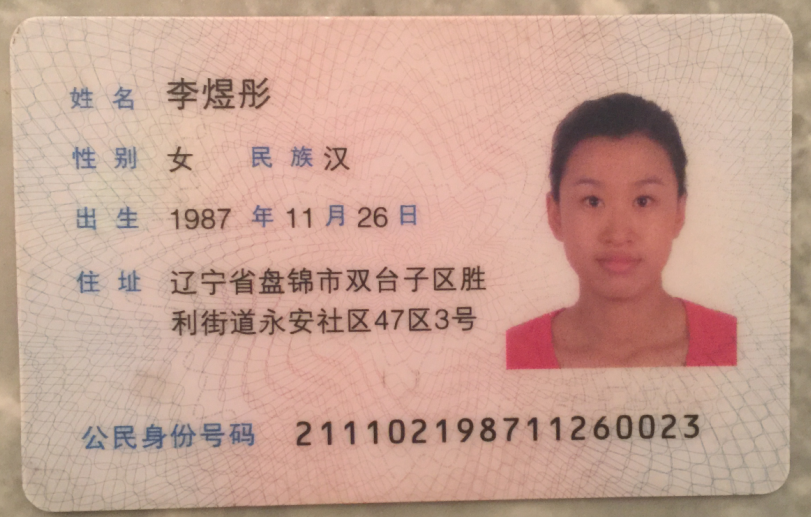 姓名 李煜彤
性别 女 民族 汉
出生 1987 年 11 月 26 日
住址 辽宁省盘锦市双台子区胜
利街道永安社区47区3号
公民身份号码 211102198711260023